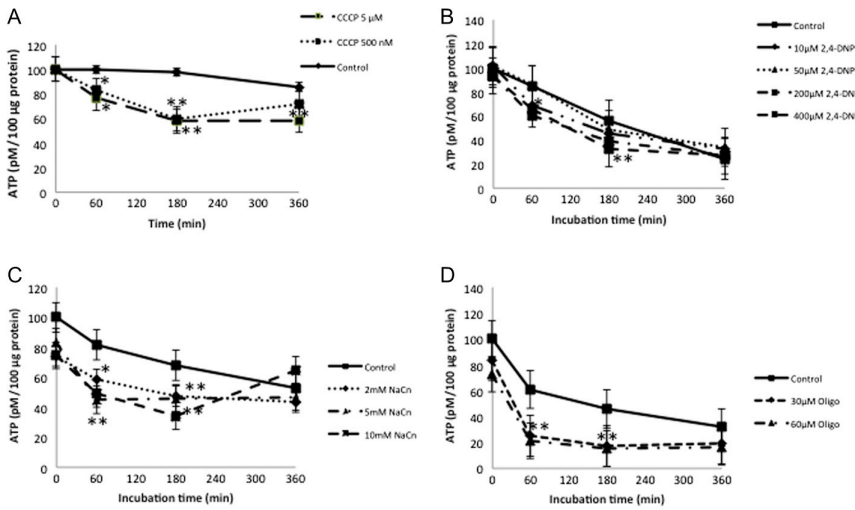 A
CCCP 5 µM
CCCP 500 nM
Control
ATP (pM/100 µg protein)
120
100
80
60
40
20
0
* * ** ** **
0 60 120 180 240 300 360
Time (min)
B
Control
10µM 2,4-DNP
50µM 2,4-DNP
200µM 2,4-DN
400µM 2,4-DN
ATP (pM/100 µg protein)
140
120
100
80
60
40
20
0
* **
0 60 120 180 240 300 360
Incubation time (min)
C
Control
2mM NaCn
5mM NaCn
10mM NaCn
ATP (pM/100 µg protein)
120
100
80
60
40
20
0
* ** ** **
0 60 120 180 240 300 360
Incubation time (min)
D
Control
30µM Oligo
60µM Oligo
ATP (pM/100 µg protein)
140
120
100
80
60
40
20
0
** **
0 60 120 180 240 300 360
Incubation time (min)